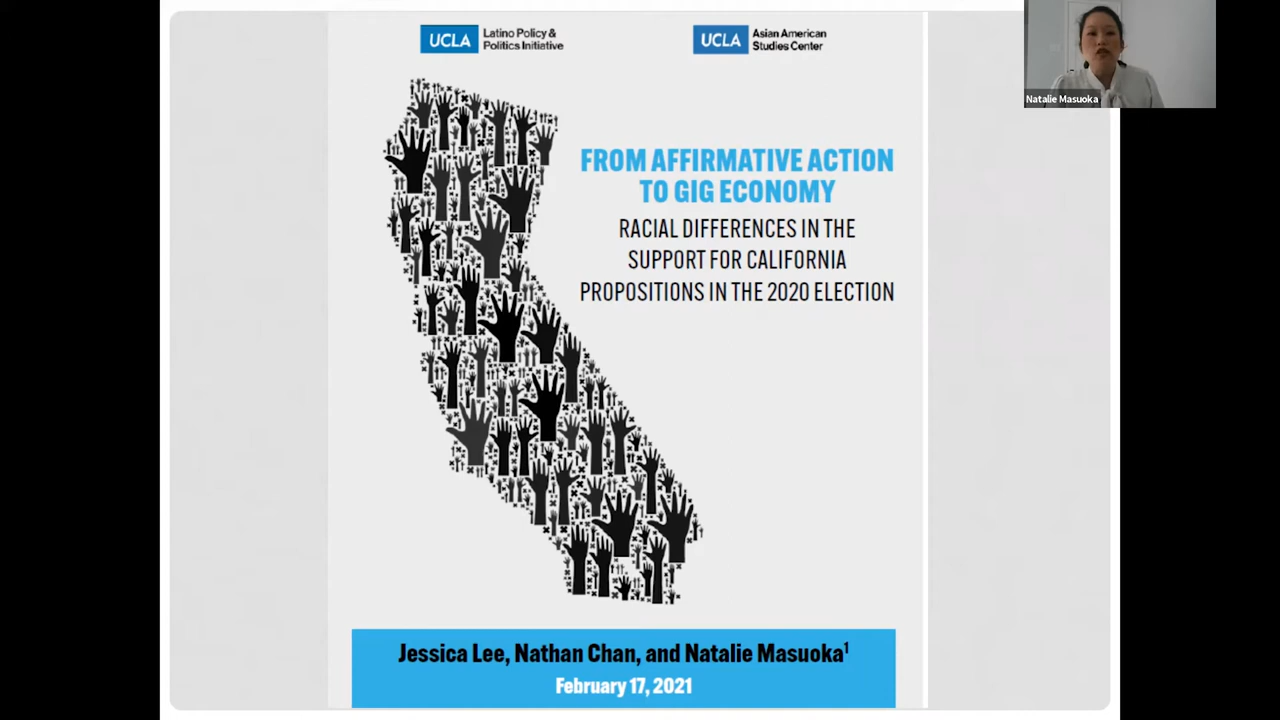 UCLA Latino Policy &
Politics Initiative
UCLA Asian American
Studies Center
Natalie Masuoka
FROM AFFIRMATIVE ACTION
TO GIG ECONOMY
RACIAL DIFFERENCES IN THE
SUPPORT FOR CALIFORNIA
PROPOSITIONS IN THE 2020 ELECTION
Jessica Lee, Nathan Chan, and Natalie Masuoka¹
February 17, 2021